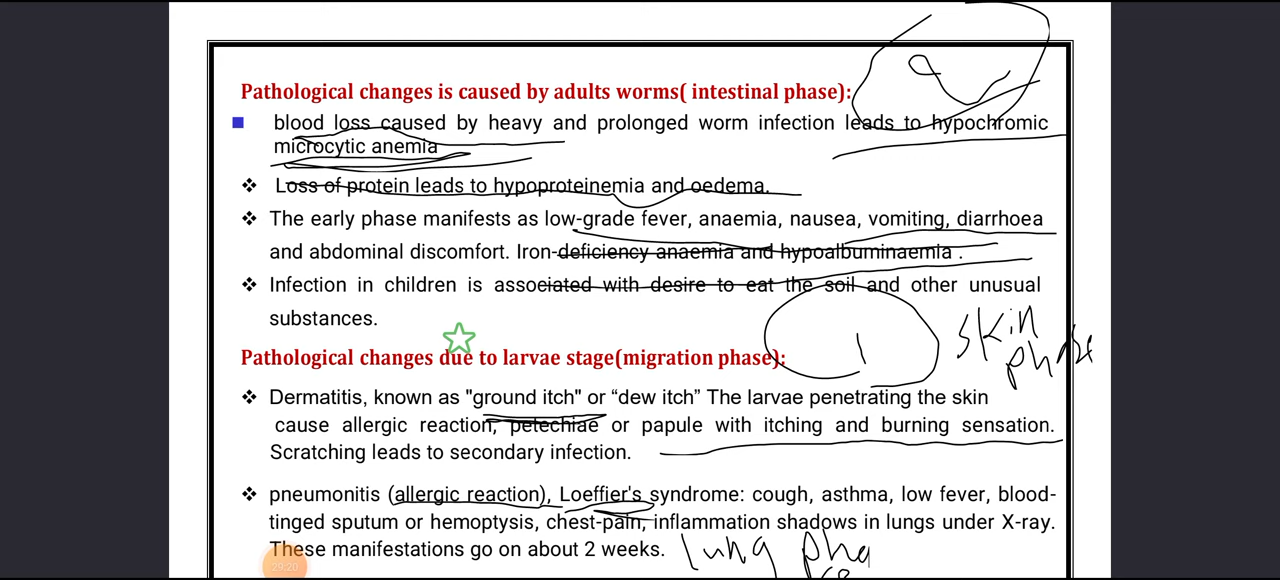 Pathological changes is caused by adults worms( intestinal phase):
blood loss caused by heavy and prolonged worm infection leads to hypochromic
microcytic anemia
Loss of protein leads to hypoproteinemia and oedema.
The early phase manifests as low-grade fever, anaemia, nausea, vomiting, diarrhoea
and abdominal discomfort. Iron-deficiency anaemia and hypoalbuminaemia .
Infection in children is associated with desire to eat the soil and other unusual
substances.
1 skin
phase
Pathological changes due to larvae stage(migration phase):
Dermatitis, known as "ground itch" or “dew itch” The larvae penetrating the skin
cause allergic reaction, petechiae or papule with itching and burning sensation.
Scratching leads to secondary infection.
pneumonitis (allergic reaction), Loeffier's syndrome: cough, asthma, low fever, blood-
tinged sputum or hemoptysis, chest-pain, inflammation shadows in lungs under X-ray.
These manifestations go on about 2 weeks.
lung pha
29:20